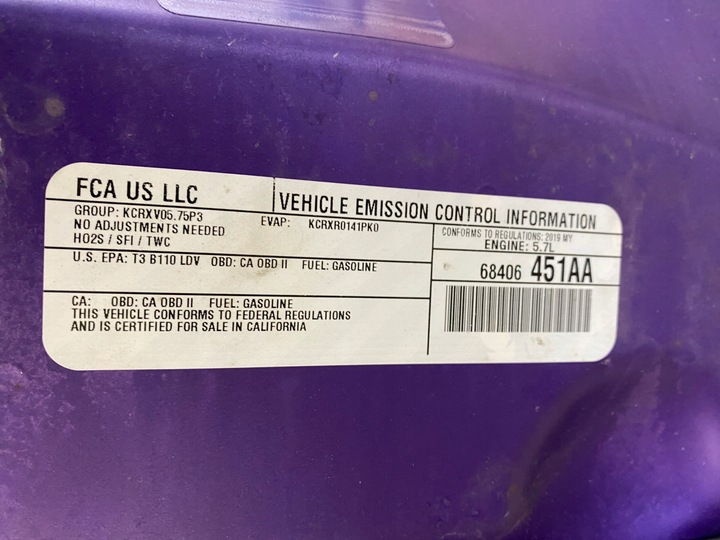 FCA US LLC
VEHICLE EMISSION CONTROL INFORMATION
GROUP: KCRXV05.75P3
EVAP: KCRXR0141PK0
NO ADJUSTMENTS NEEDED
HO2S / SFI / TWC
CONFORMS TO REGULATIONS: 2019 MY
ENGINE: 5.7L
U.S. EPA: T3 B110 LDV OBD: CA OBD II FUEL: GASOLINE
68406 451AA
CA: OBD: CA OBD II FUEL: GASOLINE
THIS VEHICLE CONFORMS TO FEDERAL REGULATIONS
AND IS CERTIFIED FOR SALE IN CALIFORNIA